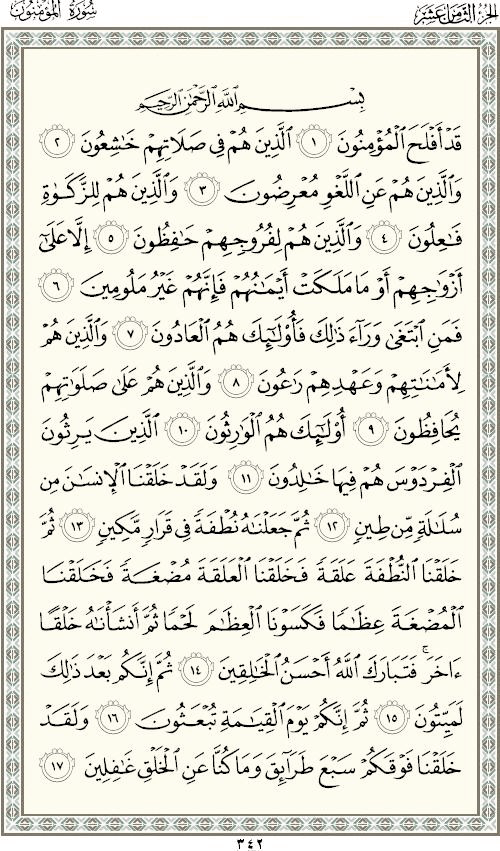 الجزء الثامن عشر سورة المؤمنون
بِسْمِ ٱللَّهِ ٱلرَّحْمَٰنِ ٱلرَّحِيمِ
قَدْ أَفْلَحَ ٱلْمُؤْمِنُونَ ١ ٱلَّذِينَ هُمْ فِى صَلَاتِهِمْ خَٰشِعُونَ ٢
وَٱلَّذِينَ هُمْ عَنِ ٱللَّغْوِ مُعْرِضُونَ ٣ وَٱلَّذِينَ هُمْ لِلزَّكَوٰةِ
فَٰعِلُونَ ٤ وَٱلَّذِينَ هُمْ لِفُرُوجِهِمْ حَٰفِظُونَ ٥ إِلَّا عَلَىٰٓ
أَزْوَٰجِهِمْ أَوْ مَا مَلَكَتْ أَيْمَٰنُهُمْ فَإِنَّهُمْ غَيْرُ مَلُومِينَ ٦
فَمَنِ ٱبْتَغَىٰ وَرَآءَ ذَٰلِكَ فَأُو۟لَٰٓئِكَ هُمُ ٱلْعَادُونَ ٧ وَٱلَّذِينَ هُمْ
لِأَمَٰنَٰتِهِمْ وَعَهْدِهِمْ رَٰعُونَ ٨ وَٱلَّذِينَ هُمْ عَلَىٰ صَلَوَٰتِهِمْ
يُحَافِظُونَ ٩ أُو۟لَٰٓئِكَ هُمُ ٱلْوَٰرِثُونَ ١٠ ٱلَّذِينَ يَرِثُونَ
ٱلْفِرْدَوْسَ هُمْ فِيهَا خَٰلِدُونَ ١١ وَلَقَدْ خَلَقْنَا ٱلْإِنسَٰنَ مِن
سُلَٰلَةٍ مِّن طِينٍ ١٢ ثُمَّ جَعَلْنَٰهُ نُطْفَةً فِى قَرَارٍ مَّكِينٍ ١٣ ثُمَّ
خَلَقْنَا ٱلنُّطْفَةَ عَلَقَةً فَخَلَقْنَا ٱلْعَلَقَةَ مُضْغَةً فَخَلَقْنَا
ٱلْمُضْغَةَ عِظَٰمًا فَكَسَوْنَا ٱلْعِظَٰمَ لَحْمًا ثُمَّ أَنشَأْنَٰهُ خَلْقًا
ءَاخَرَ ۚ فَتَبَارَكَ ٱللَّهُ أَحْسَنُ ٱلْخَٰلِقِينَ ١٤ ثُمَّ إِنَّكُم بَعْدَ ذَٰلِكَ
لَمَيِّتُونَ ١٥ ثُمَّ إِنَّكُمْ يَوْمَ ٱلْقِيَٰمَةِ تُبْعَثُونَ ١٦ وَلَقَدْ
خَلَقْنَا فَوْقَكُمْ سَبْعَ طَرَآئِقَ وَمَا كُنَّا عَنِ ٱلْخَلْقِ غَٰفِلِينَ ١٧
٣٤٢